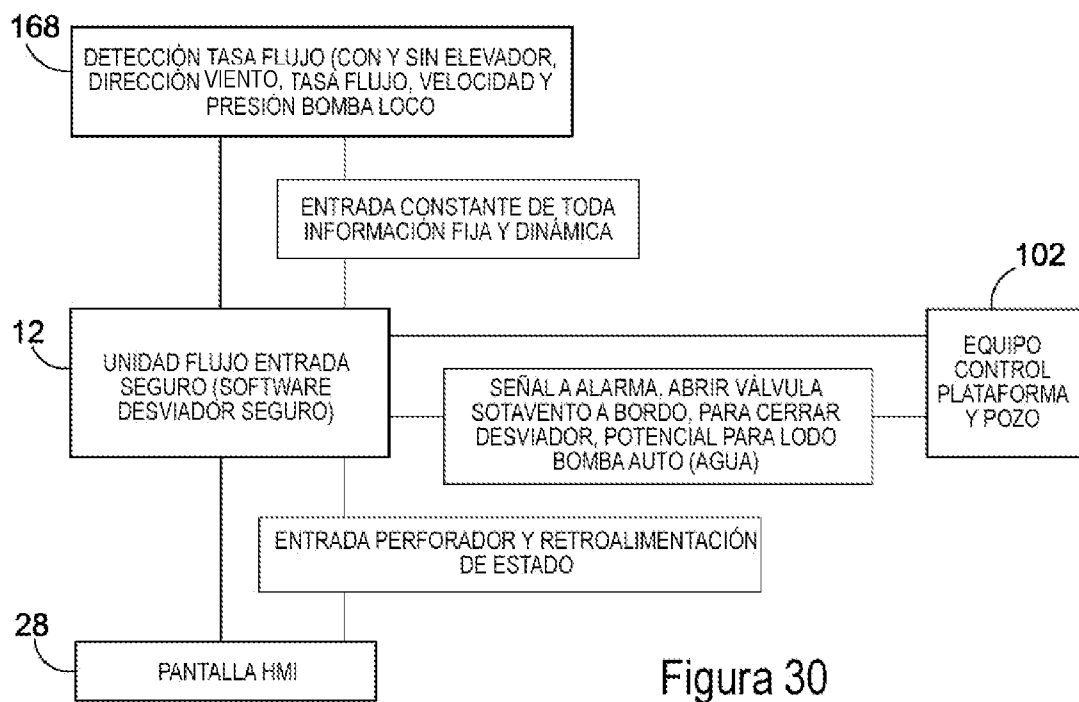 168
DETECCIÓN TASA FLUJO (CON Y SIN ELEVADOR,
DIRECCIÓN VIENTO, TASA FLUJO, VELOCIDAD Y
PRESIÓN BOMBA LOCO
ENTRADA CONSTANTE DE TODA
INFORMACIÓN FIJA Y DINÁMICA
102
12
UNIDAD FLUJO ENTRADA
SEGURO (SOFTWARE
DESVIADOR SEGURO)
SEÑAL A ALARMA, ABRIR VÁLVULA
SOTAVENTO A BORDO, PARA CERRAR
DESVIADOR, POTENCIAL PARA LODO
BOMBA AUTO (AGUA)
EQUIPO
CONTROL
PLATAFORMA
Y POZO
ENTRADA PERFORADOR Y RETROALIMENTACIÓN
DE ESTADO
28
PANTALLA HMI
Figura 30